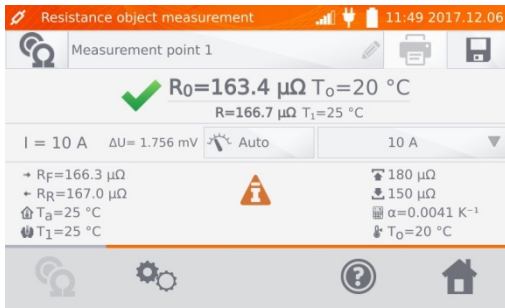 Resistance object measurement 11:49 2017.12.06
Measurement point 1
R0=163.4 µΩ To=20 °C
R=166.7 µΩ T1=25 °C
I = 10 A ΔU= 1.756 mV Auto 10 A
RF=166.3 µΩ 180 µΩ
RR=167.0 µΩ 150 µΩ
Ta=25 °C α=0.0041 K⁻¹
T1=25 °C To=20 °C